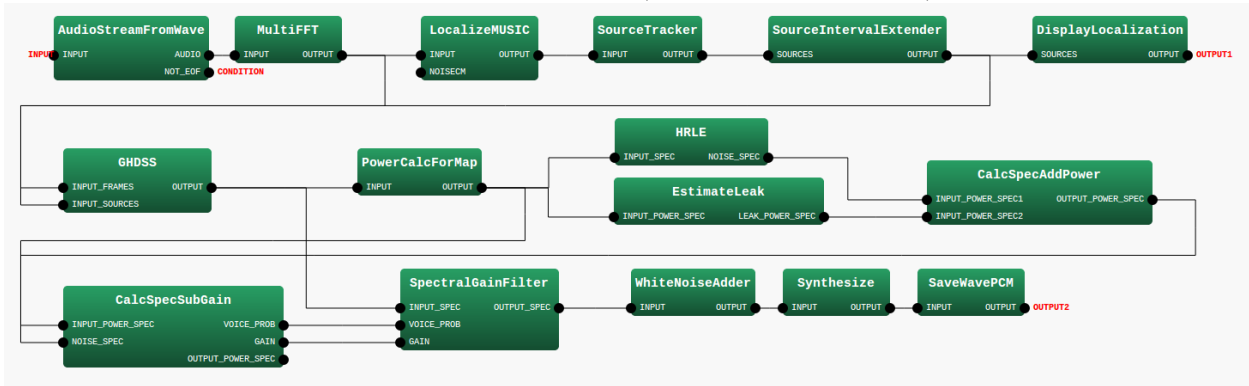 AudioStreamFromWave
INPUT INPUT AUDIO
NOT_EOF CONDITION
MultiFFT
INPUT OUTPUT
LocalizeMUSIC
INPUT OUTPUT
NOISECM
SourceTracker
INPUT OUTPUT
SourceIntervalExtender
SOURCES OUTPUT
DisplayLocalization
SOURCES OUTPUT OUTPUT1
GHDSS
INPUT_FRAMES OUTPUT
INPUT_SOURCES
PowerCalcForMap
INPUT OUTPUT
HRLE
INPUT_SPEC NOISE_SPEC
EstimateLeak
INPUT_POWER_SPEC LEAK_POWER_SPEC
CalcSpecAddPower
INPUT_POWER_SPEC1 OUTPUT_POWER_SPEC
INPUT_POWER_SPEC2
CalcSpecSubGain
INPUT_POWER_SPEC VOICE_PROB
NOISE_SPEC GAIN
OUTPUT_POWER_SPEC
SpectralGainFilter
INPUT_SPEC OUTPUT_SPEC
VOICE_PROB
GAIN
WhiteNoiseAdder
INPUT OUTPUT
Synthesize
INPUT OUTPUT
SaveWavePCM
INPUT OUTPUT OUTPUT2